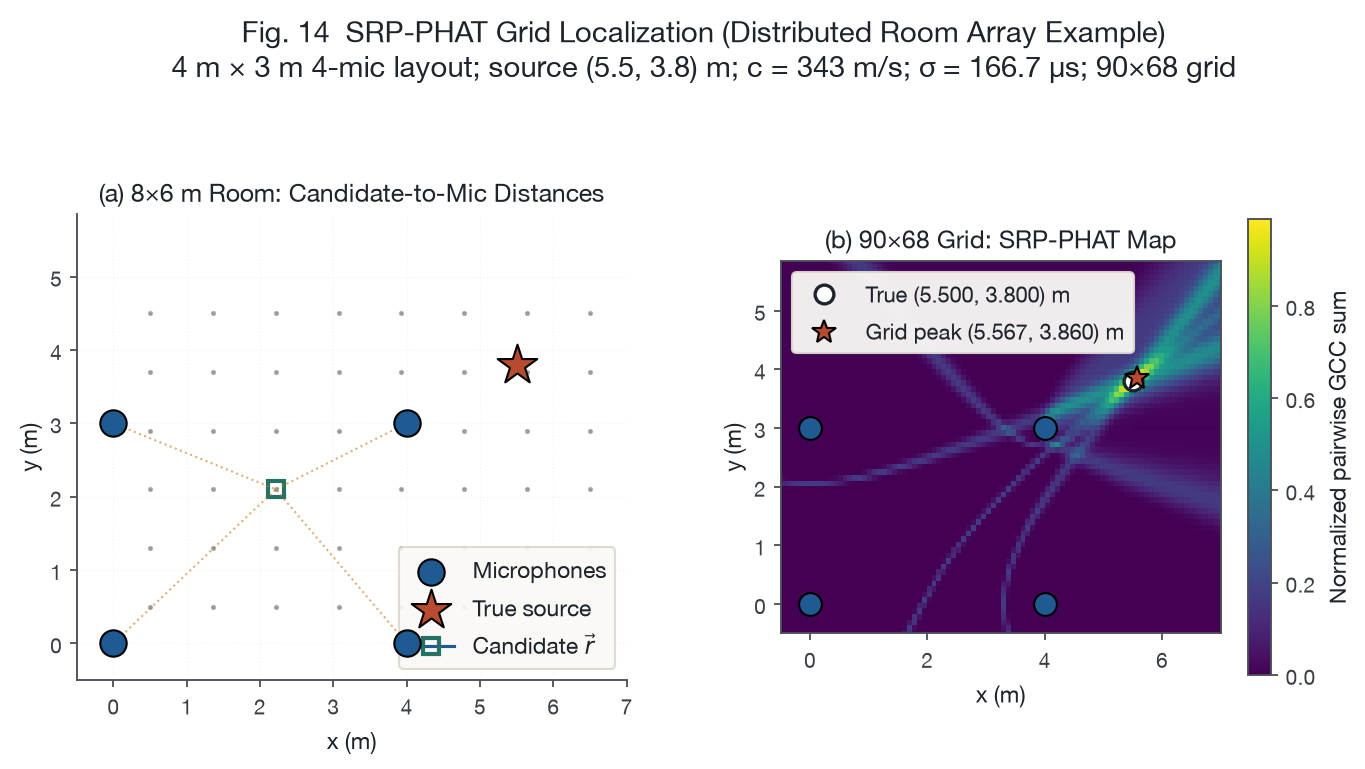 Fig. 14  SRP-PHAT Grid Localization (Distributed Room Array Example)
4 m × 3 m 4-mic layout; source (5.5, 3.8) m; c = 343 m/s; σ = 166.7 μs; 90×68 grid
(a) 8×6 m Room: Candidate-to-Mic Distances
5
4
3
2
1
0
y (m)
0 1 2 3 4 5 6 7
x (m)
Microphones
True source
Candidate r⃗
(b) 90×68 Grid: SRP-PHAT Map
True (5.500, 3.800) m
Grid peak (5.567, 3.860) m
5
4
3
2
1
0
y (m)
0 2 4 6
x (m)
0.8
0.6
0.4
0.2
0.0
Normalized pairwise GCC sum